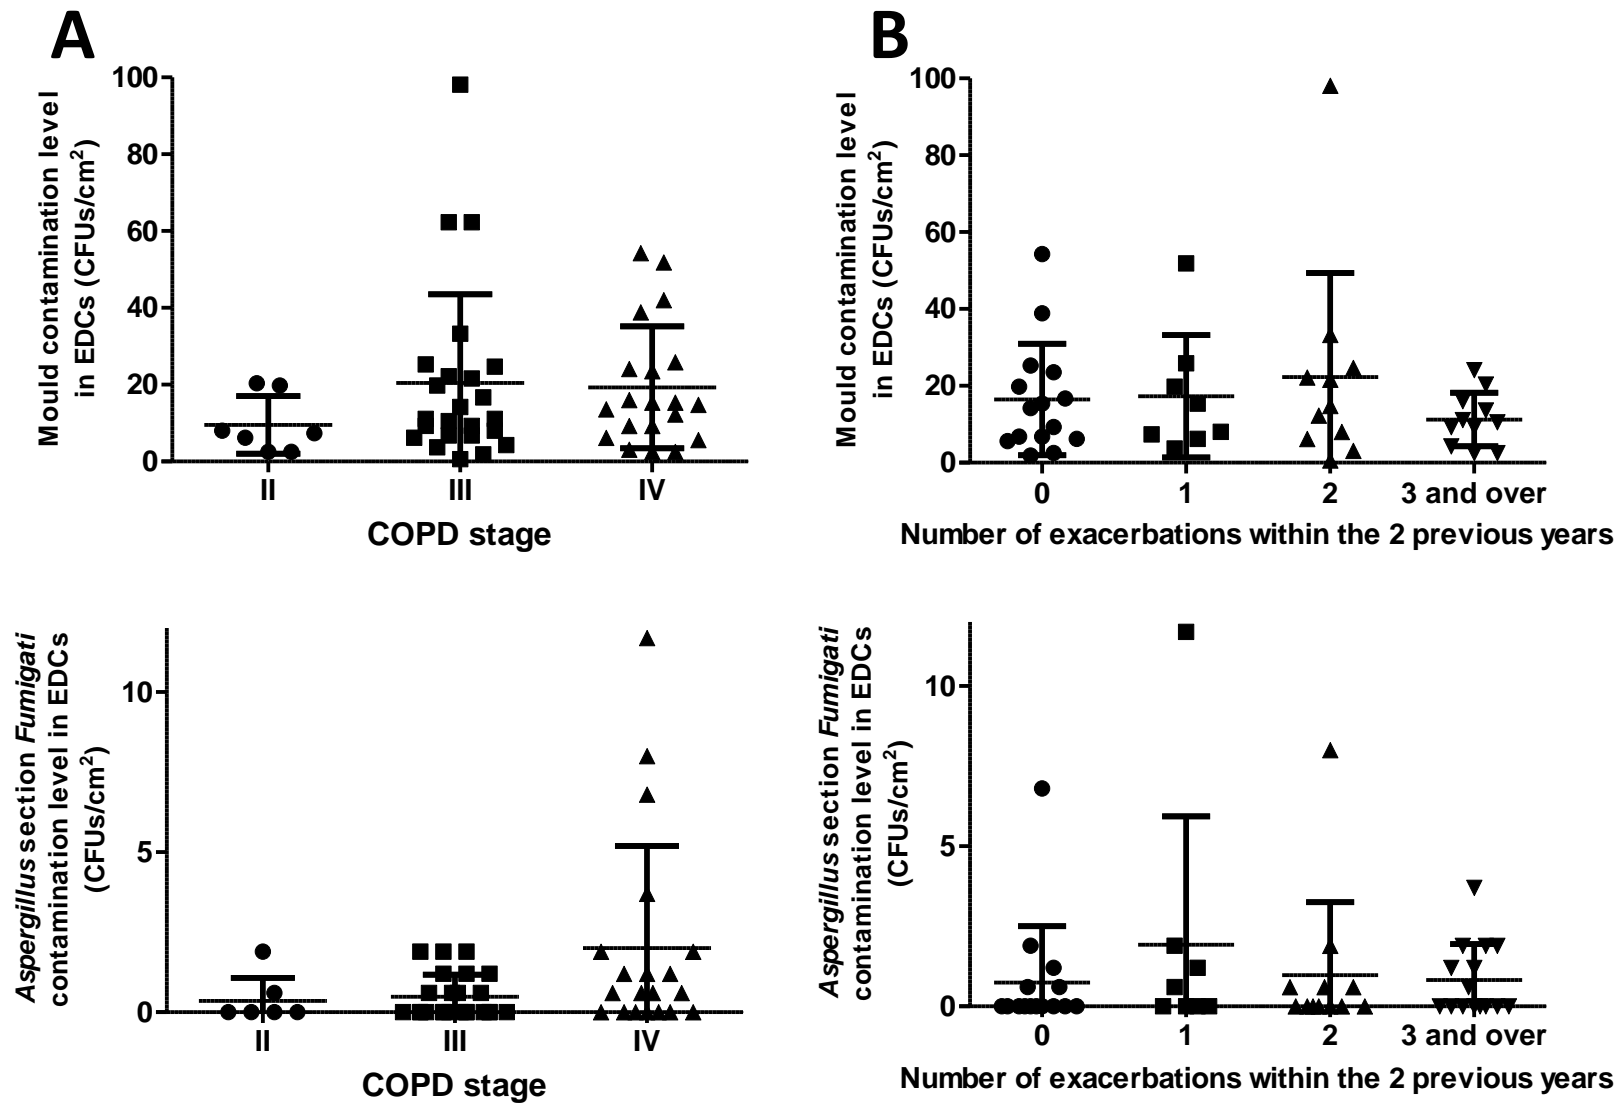 A
B
Mould contamination level
in EDCs (CFUs/cm²)
100
80
60
40
20
0
II
III
IV
COPD stage
Mould contamination level
in EDCs (CFUs/cm²)
100
80
60
40
20
0
0
1
2
3 and over
Number of exacerbations within the 2 previous years
Aspergillus section Fumigati
contamination level in EDCs
(CFUs/cm²)
10
5
0
II
III
IV
COPD stage
Aspergillus section Fumigati
contamination level in EDCs
(CFUs/cm²)
10
5
0
0
1
2
3 and over
Number of exacerbations within the 2 previous years